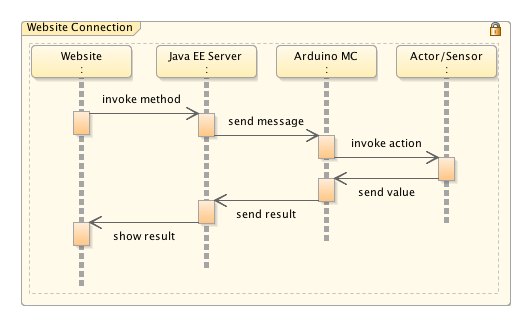 Website Connection
Website
:
Java EE Server
:
Arduino MC
:
Actor/Sensor
:
invoke method
send message
invoke action
send value
send result
show result